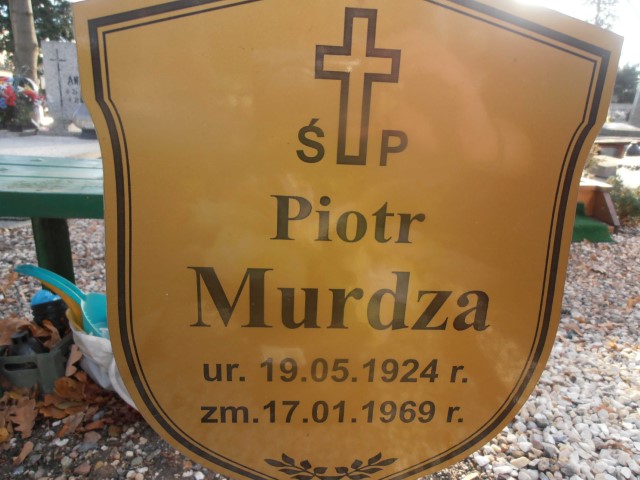 Ś P
Piotr
Murdza
ur. 19.05.1924 r.
zm.17.01.1969 r.